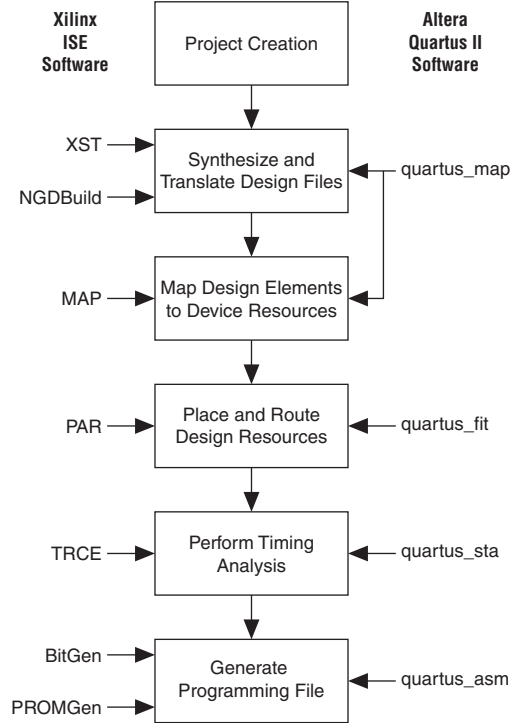 Xilinx
ISE
Software
Altera
Quartus II
Software
Project Creation
XST
NGDBuild
Synthesize and
Translate Design Files
quartus_map
MAP
Map Design Elements
to Device Resources
PAR
Place and Route
Design Resources
quartus_fit
TRCE
Perform Timing
Analysis
quartus_sta
BitGen
PROMGen
Generate
Programming File
quartus_asm